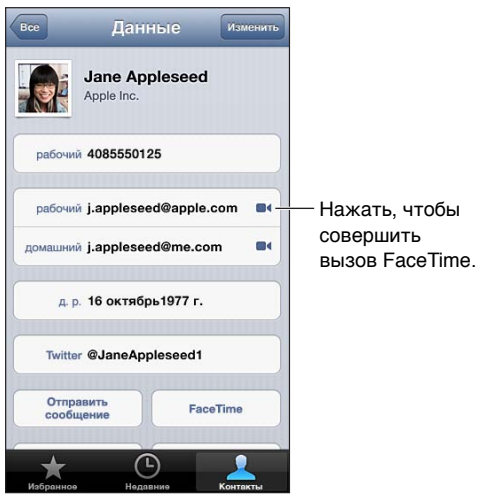 Все Данные Изменить
Jane Appleseed
Apple Inc.
рабочий 4085550125
рабочий j.appleseed@apple.com
домашний j.appleseed@me.com
Нажать, чтобы
совершить
вызов FaceTime.
д. р. 16 октябрь1977 г.
Twitter @JaneAppleseed1
Отправить
сообщение
FaceTime
Избранное Недавние Контакты